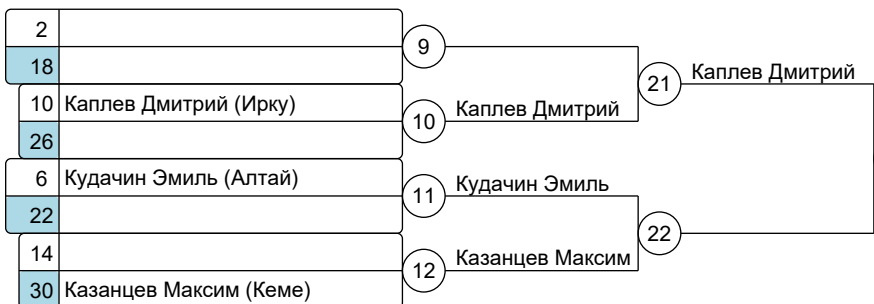 2
18
9
10 Каплев Дмитрий (Ирку)
26
10
Каплев Дмитрий
21
Каплев Дмитрий
6 Кудачин Эмиль (Алтай)
22
11
Кудачин Эмиль
14
30 Казанцев Максим (Кеме)
12
Казанцев Максим
22